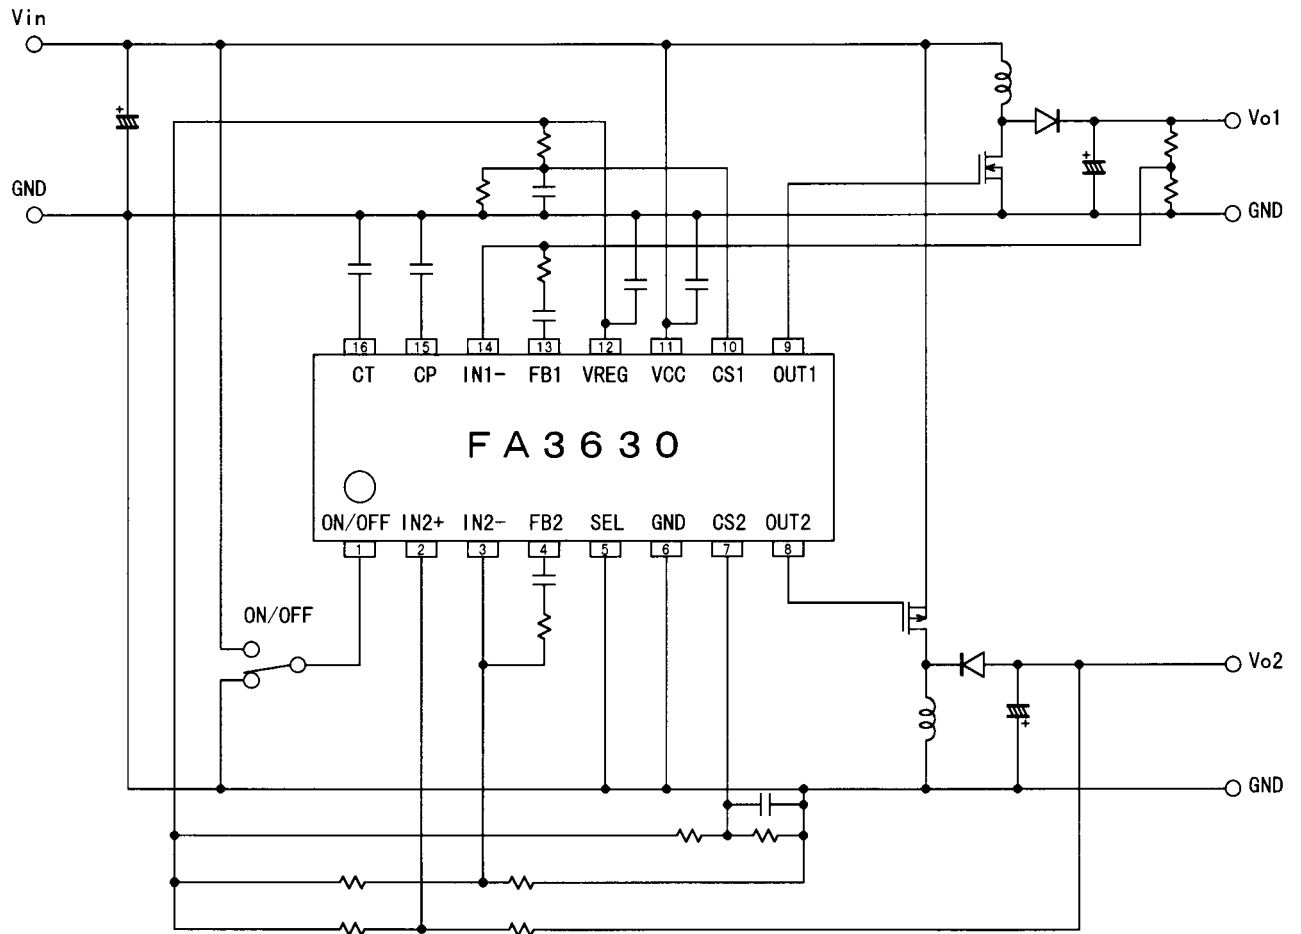 Vin
Vo1
GND
GND
16 15 14 13 12 11 10 9
CT CP IN1- FB1 VREG VCC CS1 OUT1
FA3630
ON/OFF IN2+ IN2- FB2 SEL GND CS2 OUT2
1 2 3 4 5 6 7 8
ON/OFF
Vo2
GND